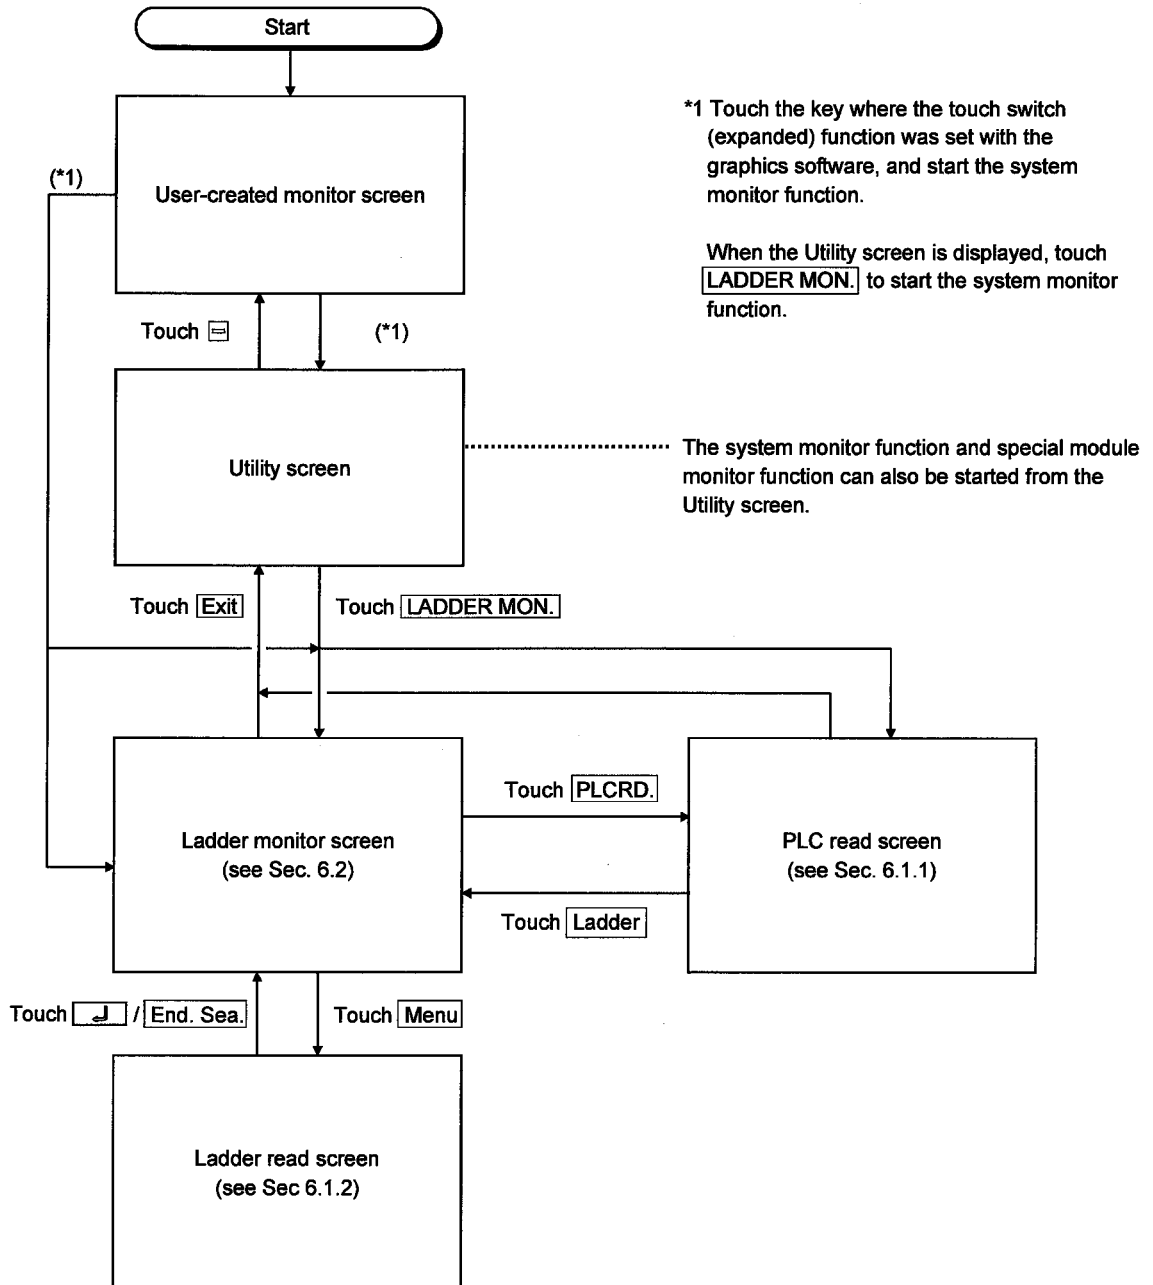 Start
*1 Touch the key where the touch switch
(expanded) function was set with the
graphics software, and start the system
monitor function.
When the Utility screen is displayed, touch
LADDER MON. to start the system monitor
function.
(*1)
User-created monitor screen
Touch
(*1)
Utility screen
The system monitor function and special module
monitor function can also be started from the
Utility screen.
Touch Exit
Touch LADDER MON.
Touch PLCRD.
Ladder monitor screen
(see Sec. 6.2)
PLC read screen
(see Sec. 6.1.1)
Touch Ladder
Touch ↲ / End. Sea.
Touch Menu
Ladder read screen
(see Sec 6.1.2)